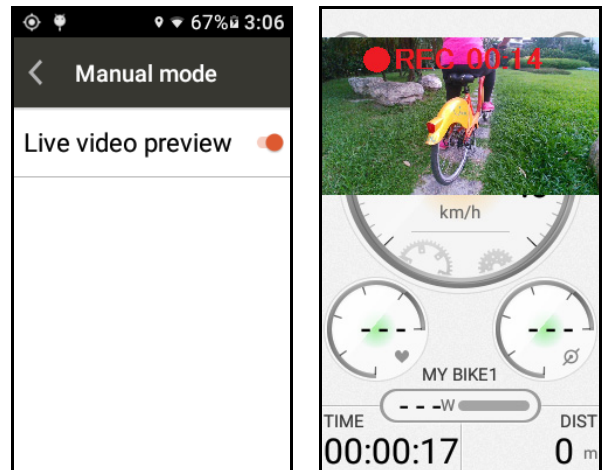 67% 3:06
Manual mode
Live video preview
REC 00:14
km/h
---
---
MY BIKE1
---W
TIME
DIST
00:00:17
0 m